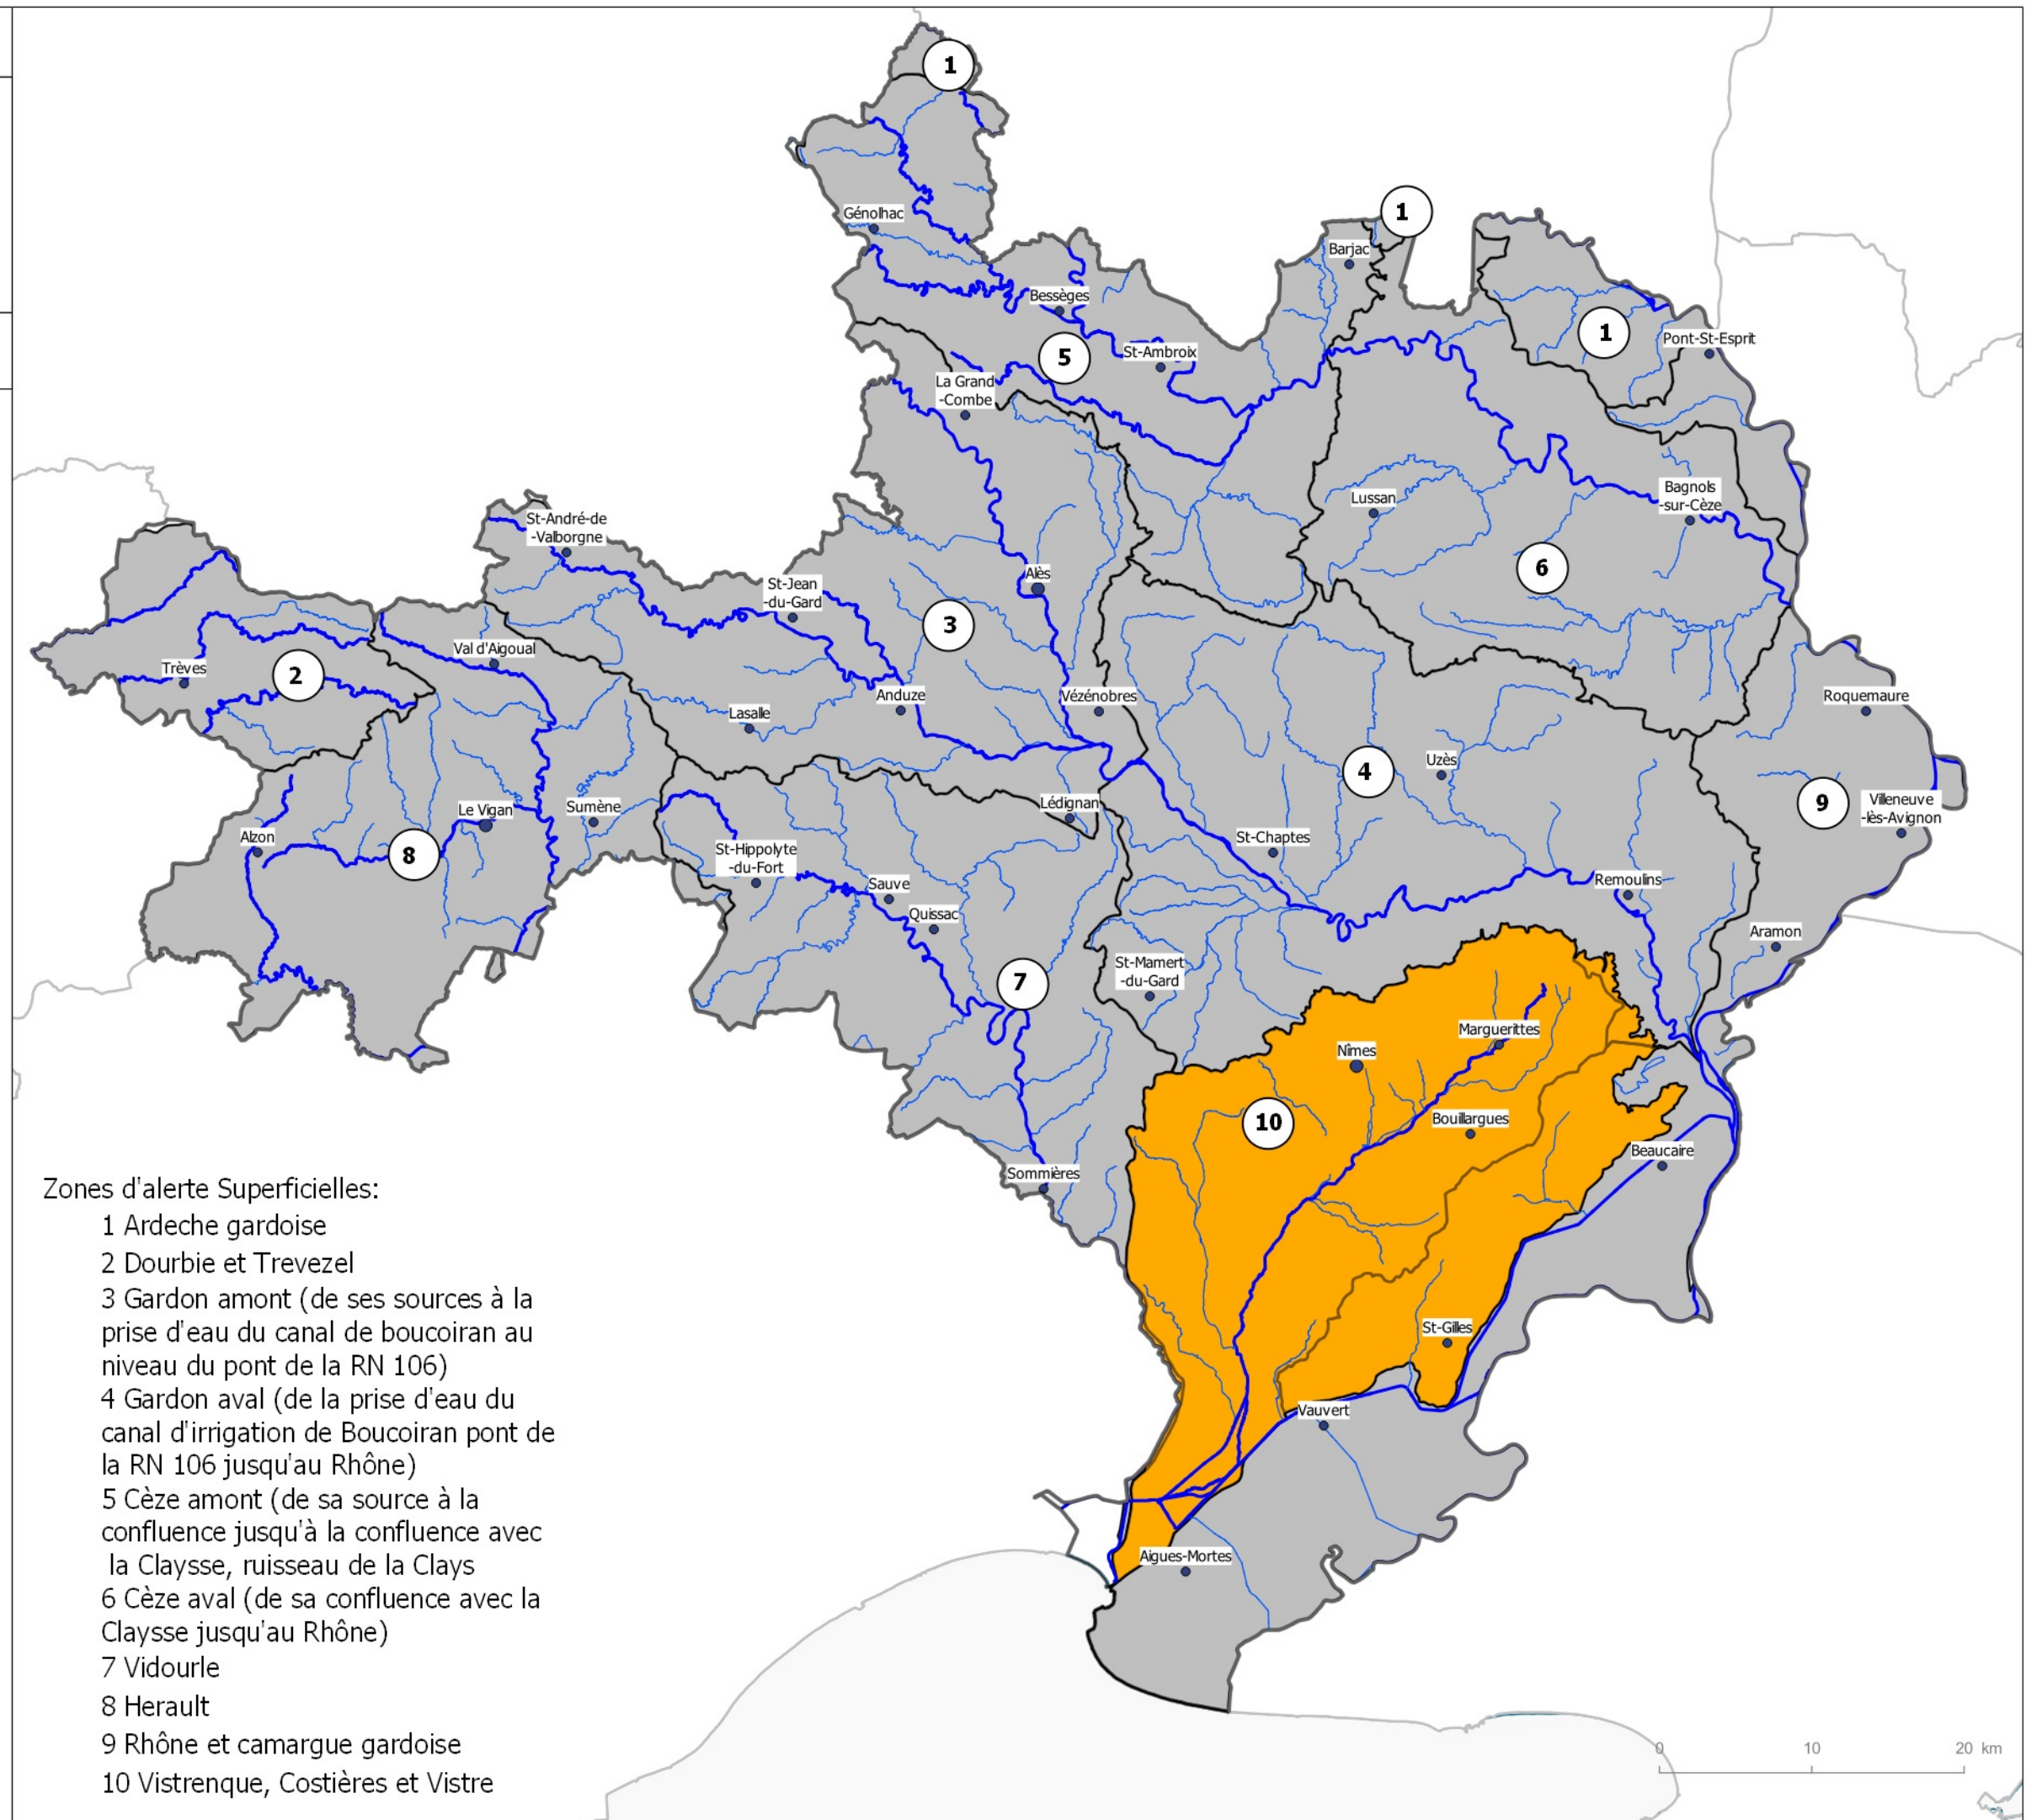 1
1
Génolhac
Barjac
Bessèges
1
Pont-St-Esprit
5
St-Ambroix
La Grand
-Combe
Lussan
Bagnols
-sur-Cèze
St-André-de
-Valborgne
6
Alès
St-Jean
-du-Gard
3
Val d'Aigoual
Trèves
2
Anduze
Vézénobres
Roquemaure
Lasalle
Uzès
4
9
Villeneuve
-lès-Avignon
Le Vigan
Sumène
Lédignan
Alzon
8
St-Hippolyte
-du-Fort
St-Chaptes
Sauve
Remoulins
Quissac
Aramon
7
St-Mamert
-du-Gard
Marguerittes
Nîmes
10
Bouillargues
Beaucaire
Sommières
St-Gilles
Vauvert
Aigues-Mortes
Zones d'alerte Superficielles:
1 Ardeche gardoise
2 Dourbie et Trevezel
3 Gardon amont (de ses sources à la
prise d'eau du canal de boucoiran au
niveau du pont de la RN 106)
4 Gardon aval (de la prise d'eau du
canal d'irrigation de Boucoiran pont de
la RN 106 jusqu'au Rhône)
5 Cèze amont (de sa source à la
confluence jusqu'à la confluence avec
la Claysse, ruisseau de la Clays
6 Cèze aval (de sa confluence avec la
Claysse jusqu'au Rhône)
7 Vidourle
8 Herault
9 Rhône et camargue gardoise
10 Vistrenque, Costières et Vistre
0 10 20 km